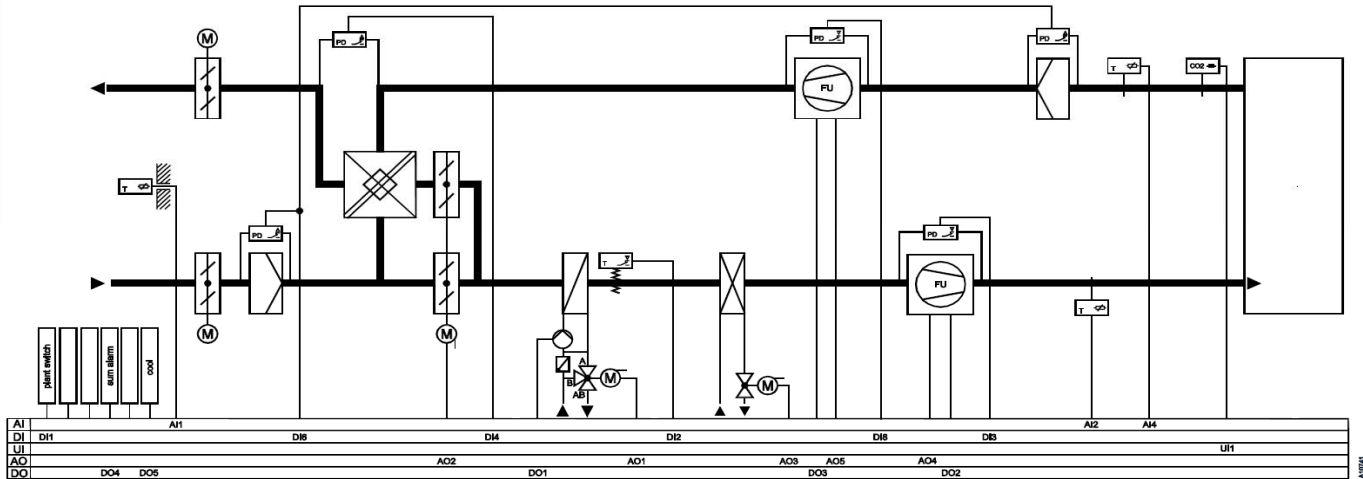 M PD PD PD
FU T CO2
T
PD T PD
FU
T
M M
plant switch sum alarm cool
A
B M M
AB
AI AI1 AI2 AI4
DI DI1 DI6 DI4 DI2 DI8 DI3
UI UI1
AO AO2 AO1 AO3 AO5 AO4
DO DO4 DO5 DO1 DO3 DO2
A10741